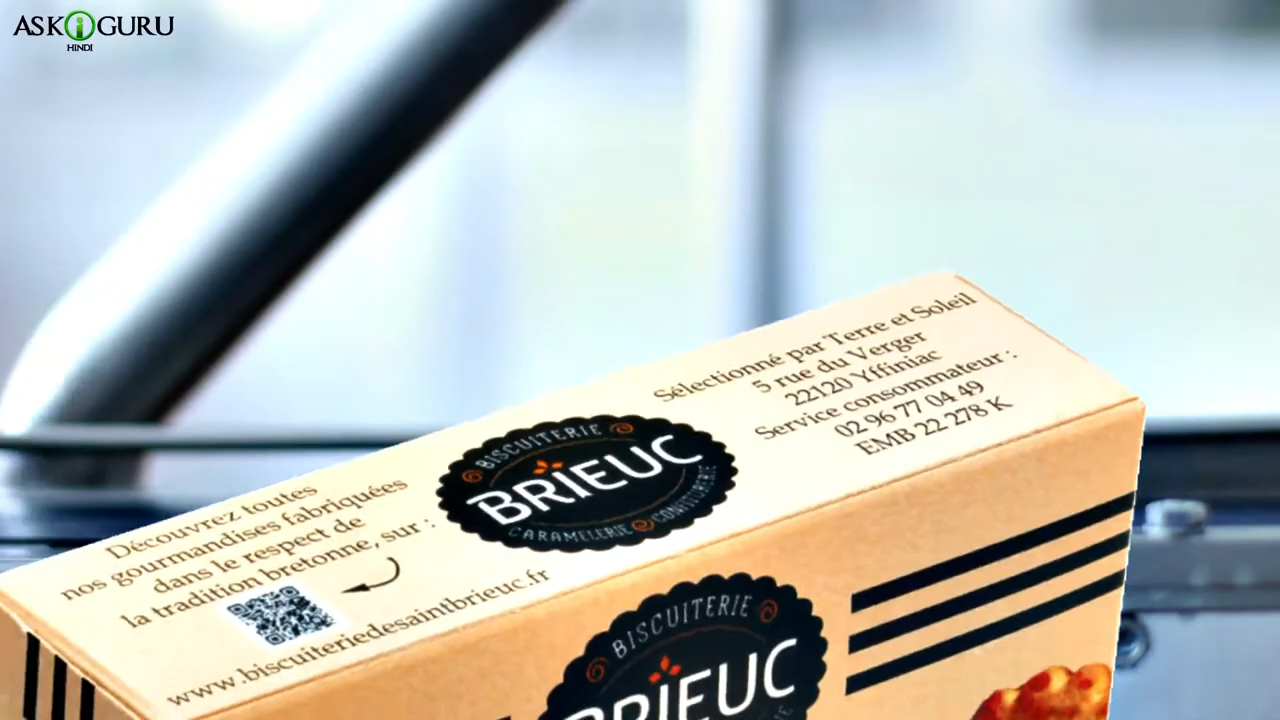 ASK i GURU
HINDI
Sélectionné par Terre et Soleil
5 rue du Verger
22120 Yffiniac
Service consommateur :
02 96 77 04 49
EMB 22 278 K
BISCUITERIE
BRIEUC
CARAMELERIE CONFITURERIE
Découvrez toutes
nos gourmandises fabriquées
dans le respect de
la tradition bretonne, sur :
www.biscuiteriedesaintbrieuc.fr
BISCUITERIE
BRIEUC